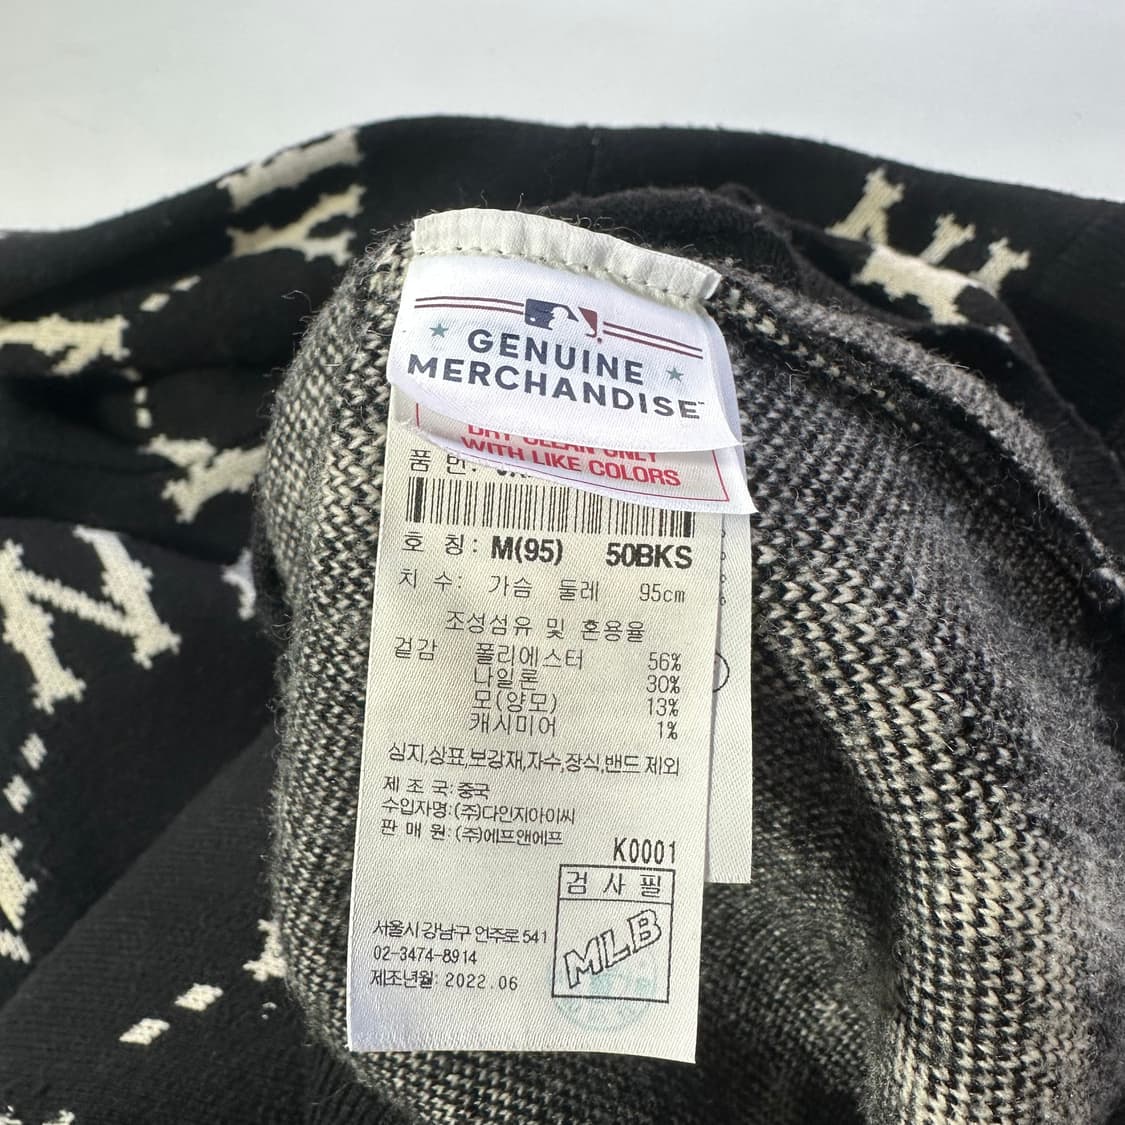 GENUINE
MERCHANDISE™
DRY CLEAN ONLY
WITH LIKE COLORS
품 번:
호 칭: M(95) 50BKS
치 수: 가슴 둘레 95cm
조성섬유 및 혼용율
겉감 폴리에스터 56%
나일론 30%
모(양모) 13%
캐시미어 1%
심지,상표,보강재,자수,장식,밴드 제외
제 조 국:중국
수입자명:(주)다인지아이씨
판 매 원:(주)에프앤에프
K0001
검 사 필
MLB
서울시 강남구 언주로 541
02-3474-8914
제조년월: 2022.06